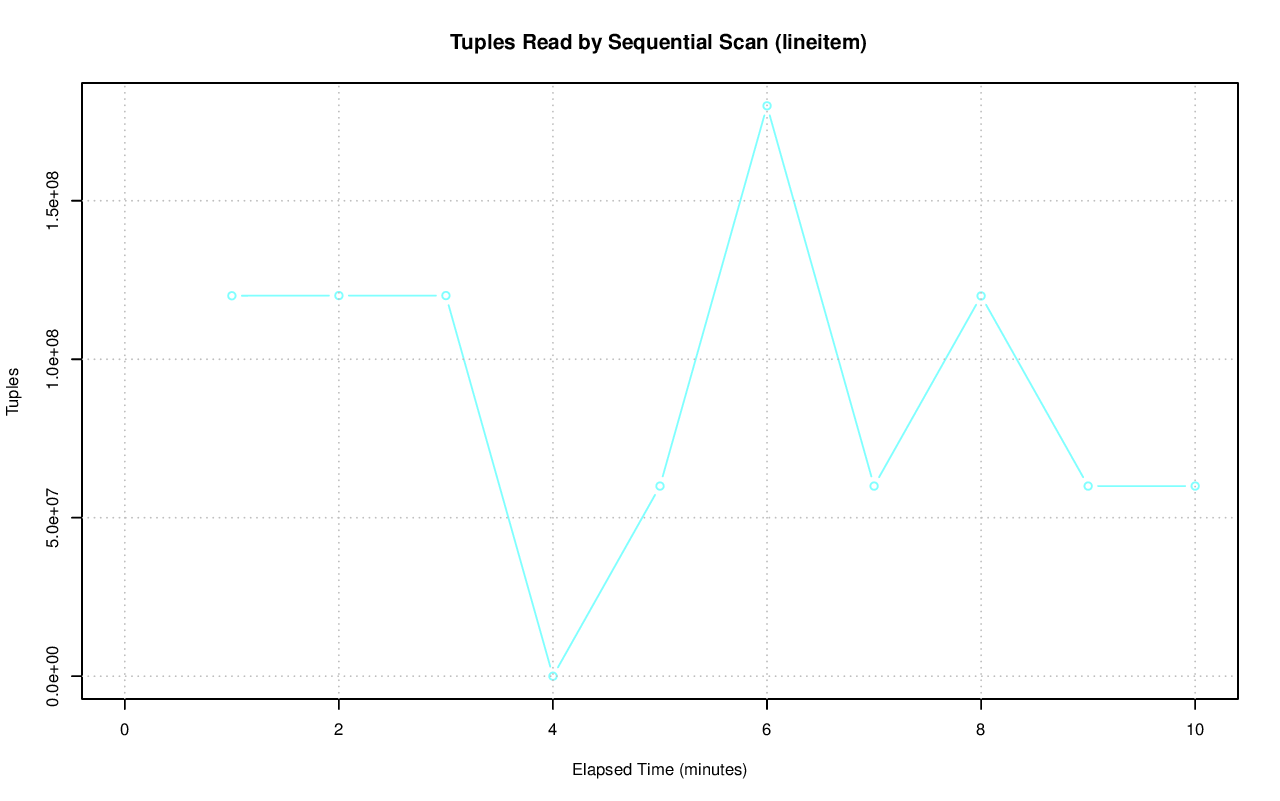 Tuples Read by Sequential Scan (lineitem)
Tuples
1.5e+08
1.0e+08
5.0e+07
0.0e+00
0 2 4 6 8 10
Elapsed Time (minutes)